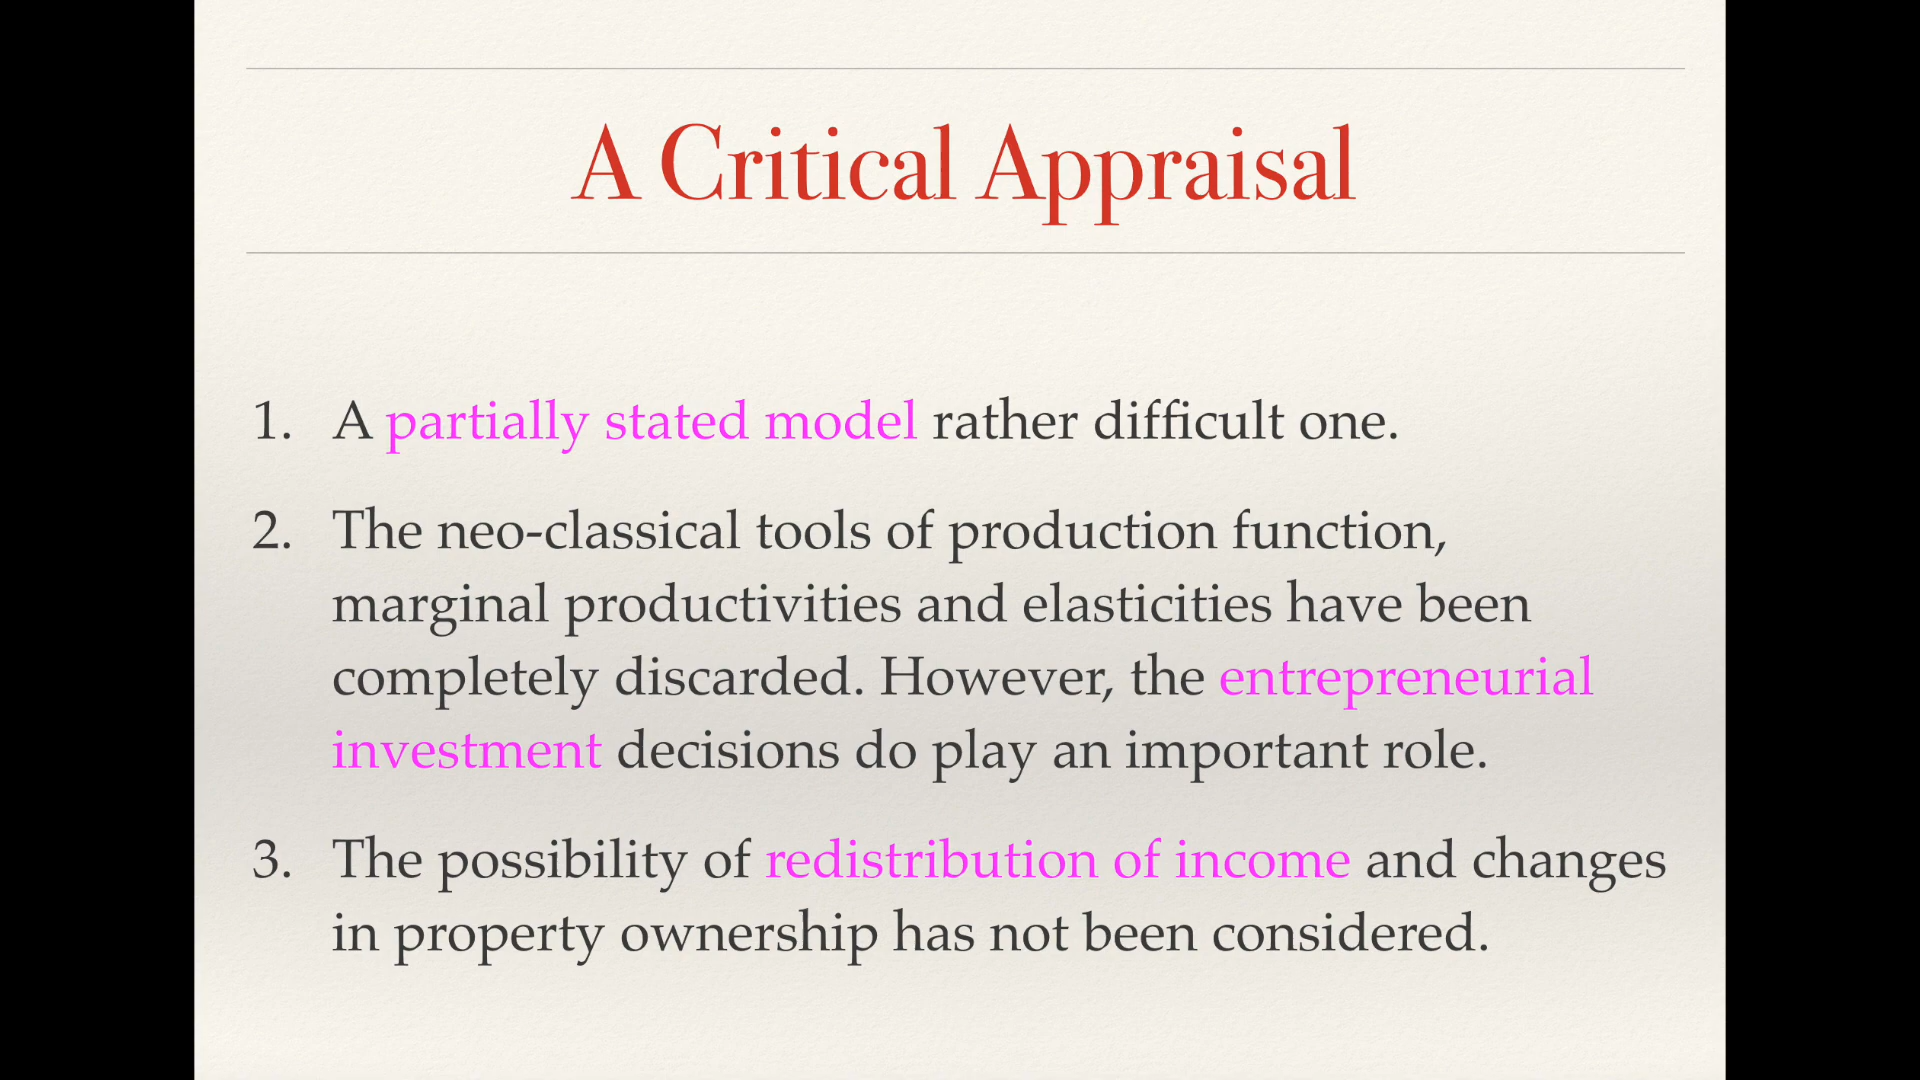 A Critical Appraisal
1. A partially stated model rather difficult one.
2. The neo-classical tools of production function,
marginal productivities and elasticities have been
completely discarded. However, the entrepreneurial
investment decisions do play an important role.
3. The possibility of redistribution of income and changes
in property ownership has not been considered.